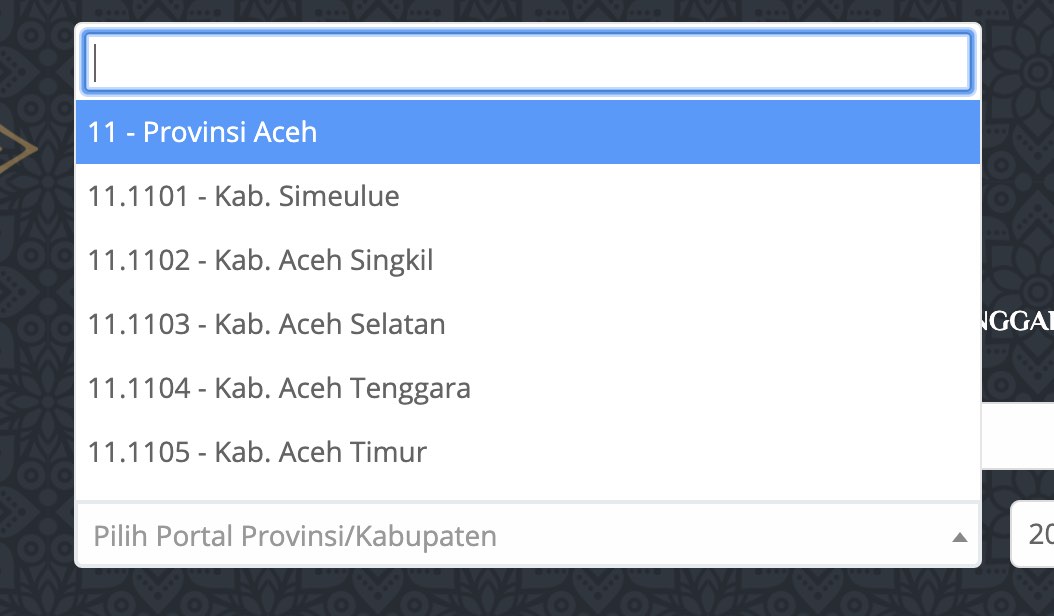 11 - Provinsi Aceh
11.1101 - Kab. Simeulue
11.1102 - Kab. Aceh Singkil
11.1103 - Kab. Aceh Selatan
11.1104 - Kab. Aceh Tenggara
11.1105 - Kab. Aceh Timur
Pilih Portal Provinsi/Kabupaten